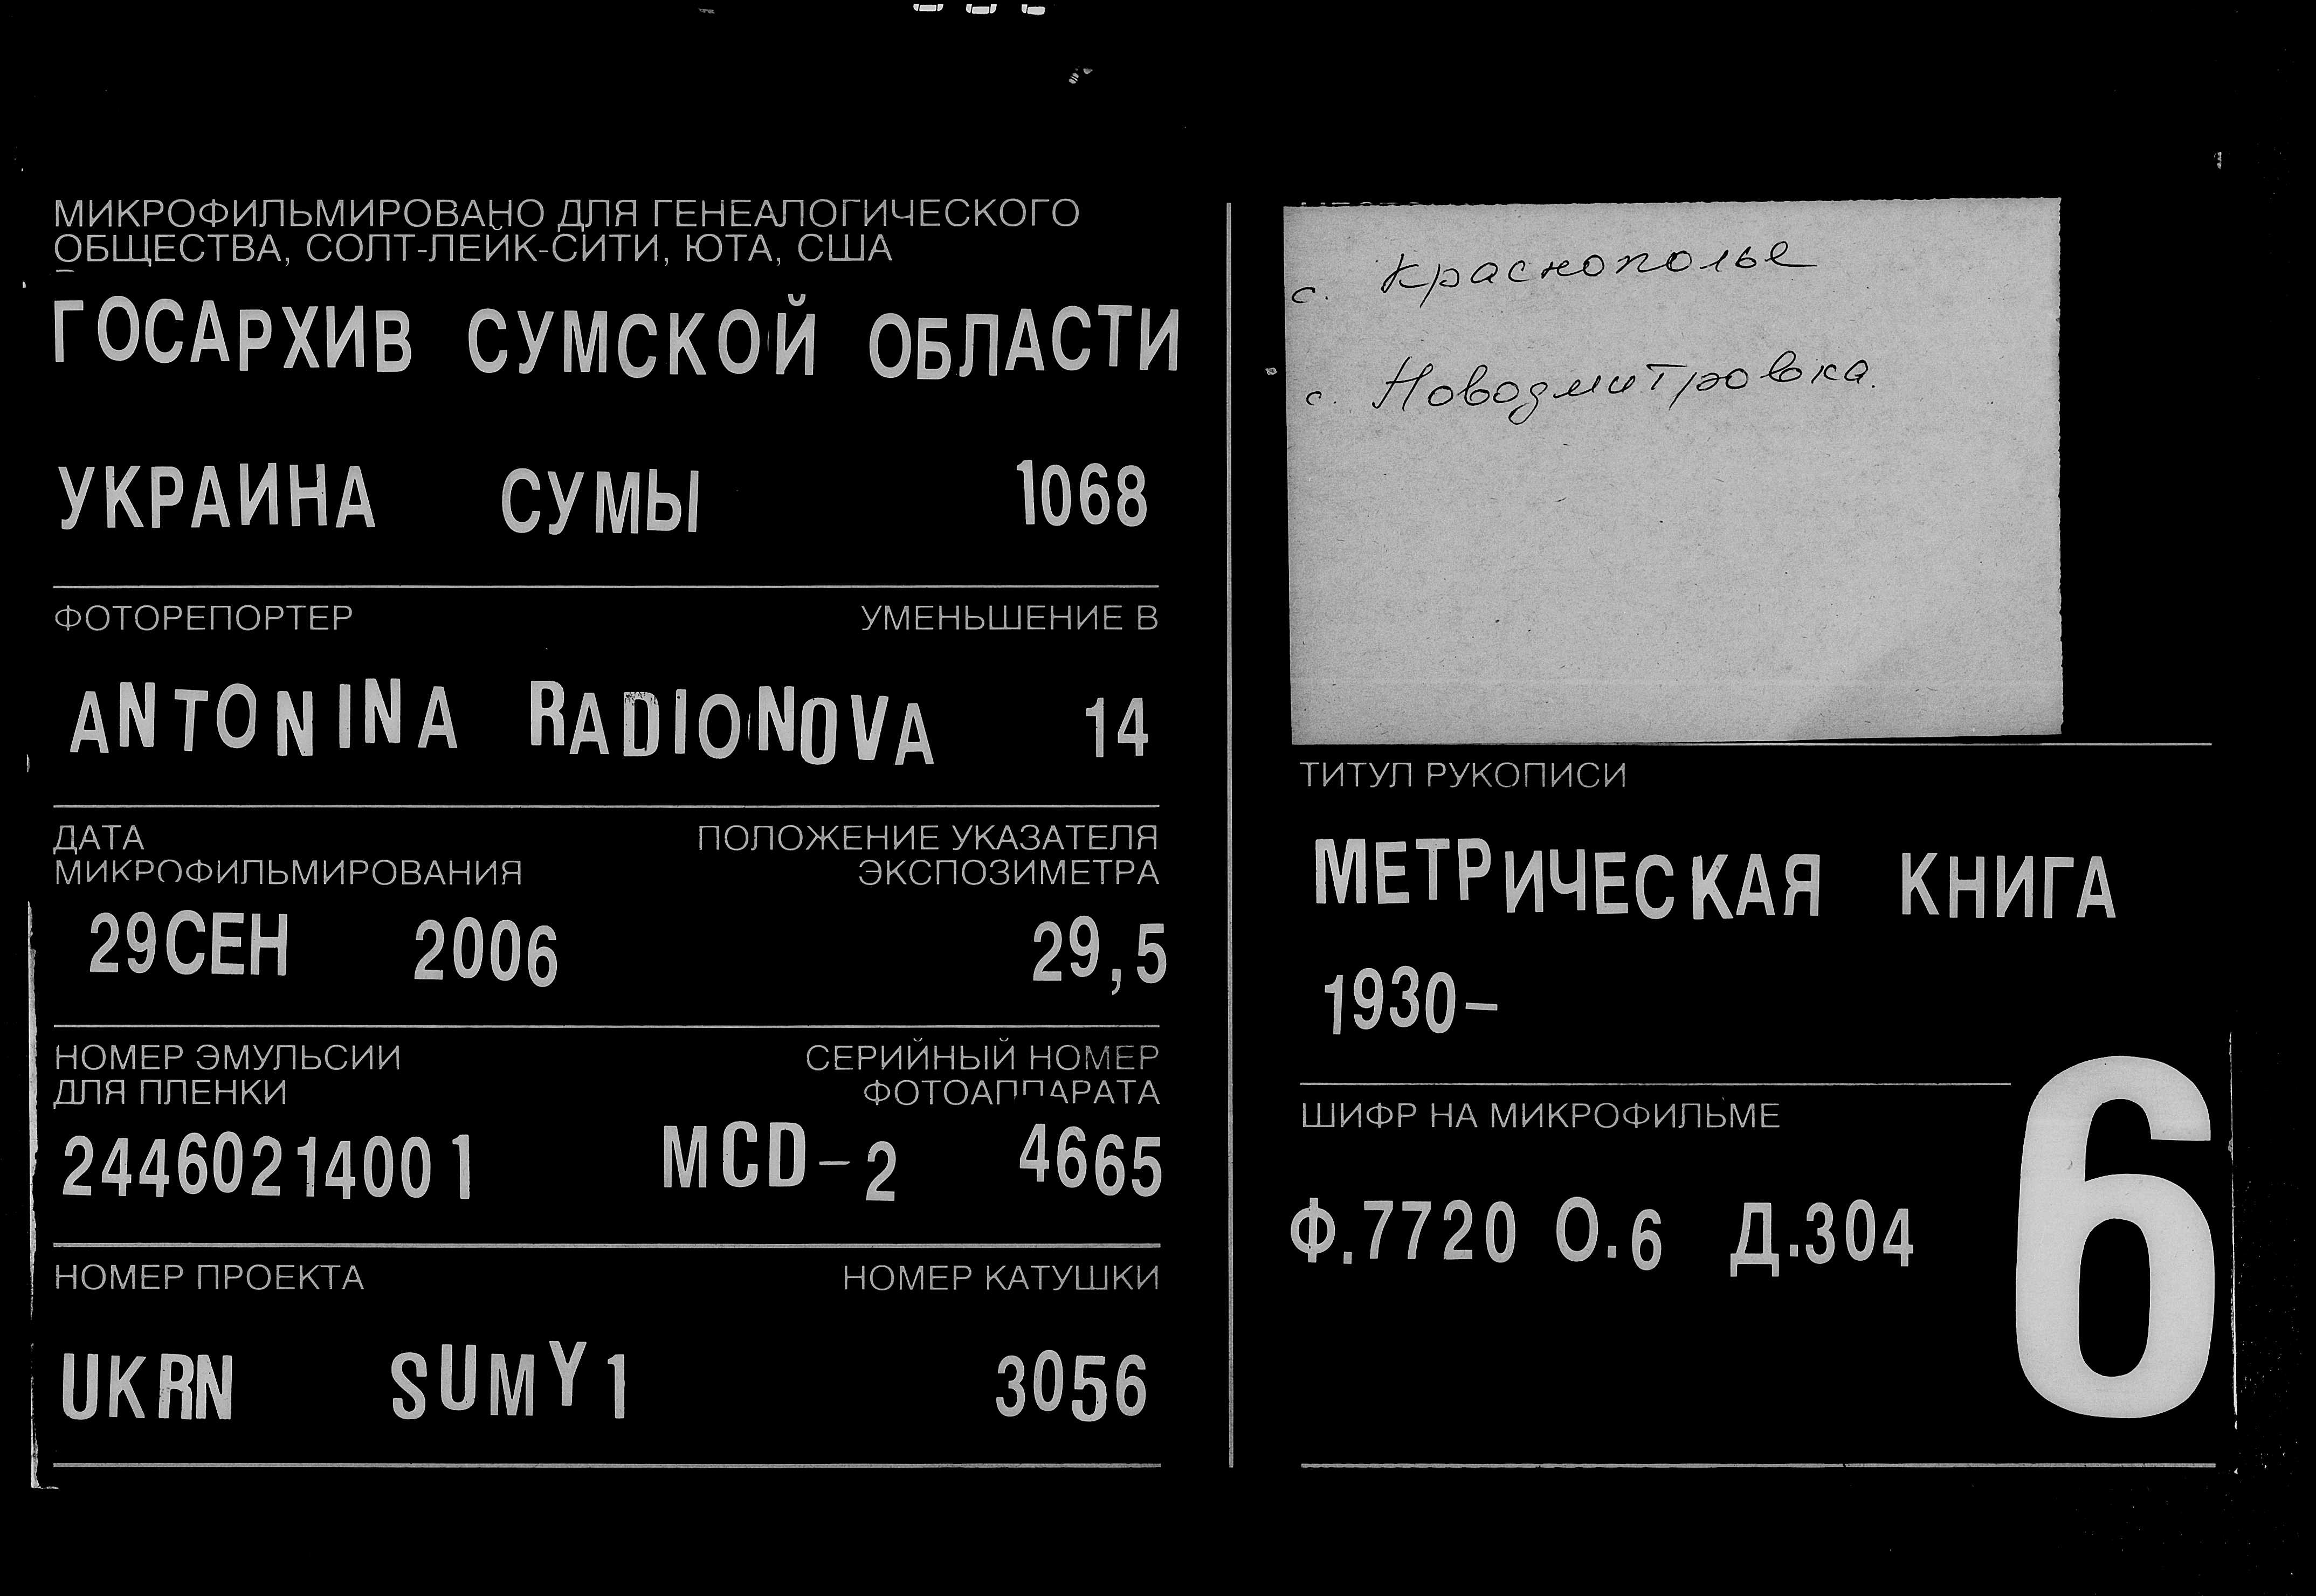 МИКРОФИЛЬМИРОВАНО ДЛЯ ГЕНЕАЛОГИЧЕСКОГО
ОБЩЕСТВА, СОЛТ-ЛЕЙК-СИТИ, ЮТА, США
ГОСАРХИВ СУМСКОЙ ОБЛАСТИ
УКРАИНА СУМЫ 1068
ФОТОРЕПОРТЕР УМЕНЬШЕНИЕ В
ANTONINA RADIONOVA 14
ДАТА ПОЛОЖЕНИЕ УКАЗАТЕЛЯ
МИКРОФИЛЬМИРОВАНИЯ ЭКСПОЗИМЕТРА
29СЕН 2006 29,5
НОМЕР ЭМУЛЬСИИ СЕРИЙНЫЙ НОМЕР
ДЛЯ ПЛЕНКИ ФОТОАППАРАТА
24460214001 MCD-2 4665
НОМЕР ПРОЕКТА НОМЕР КАТУШКИ
UKRN SUMY1 3056
с. Краснополье
с. Новодмитровка.
ТИТУЛ РУКОПИСИ
МЕТРИЧЕСКАЯ КНИГА
1930-
ШИФР НА МИКРОФИЛЬМЕ
Ф.7720 О.6 Д.304
6